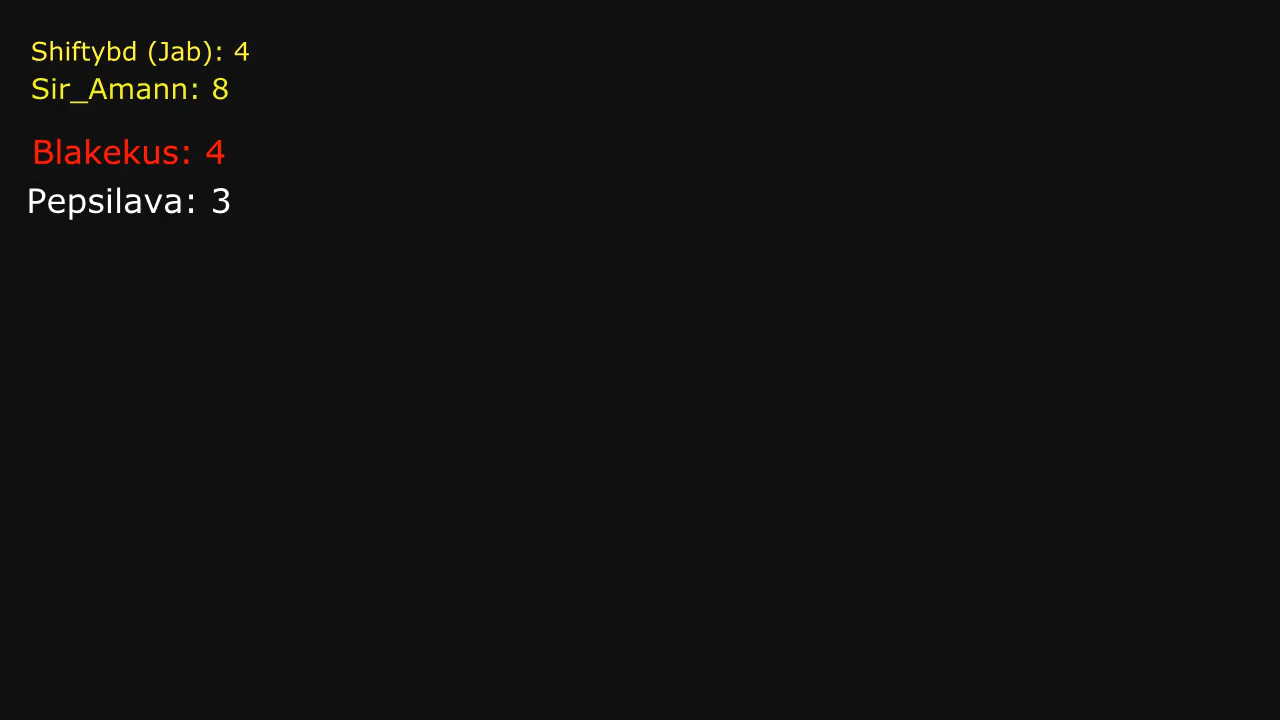 Shiftybd (Jab): 4
Sir_Amann: 8
Blakekus: 4
Pepsilava: 3